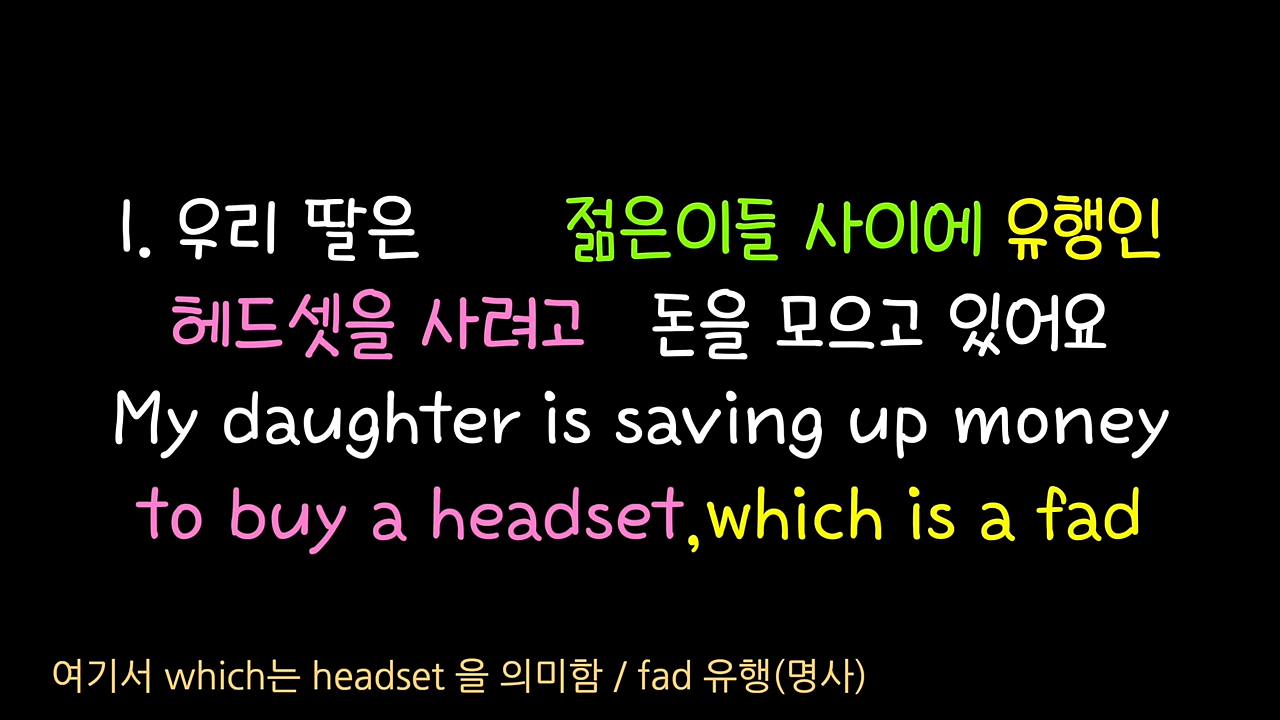 1. 우리 딸은 젊은이들 사이에 유행인
헤드셋을 사려고 돈을 모으고 있어요
My daughter is saving up money
to buy a headset,which is a fad
여기서 which는 headset 을 의미함 / fad 유행(명사)